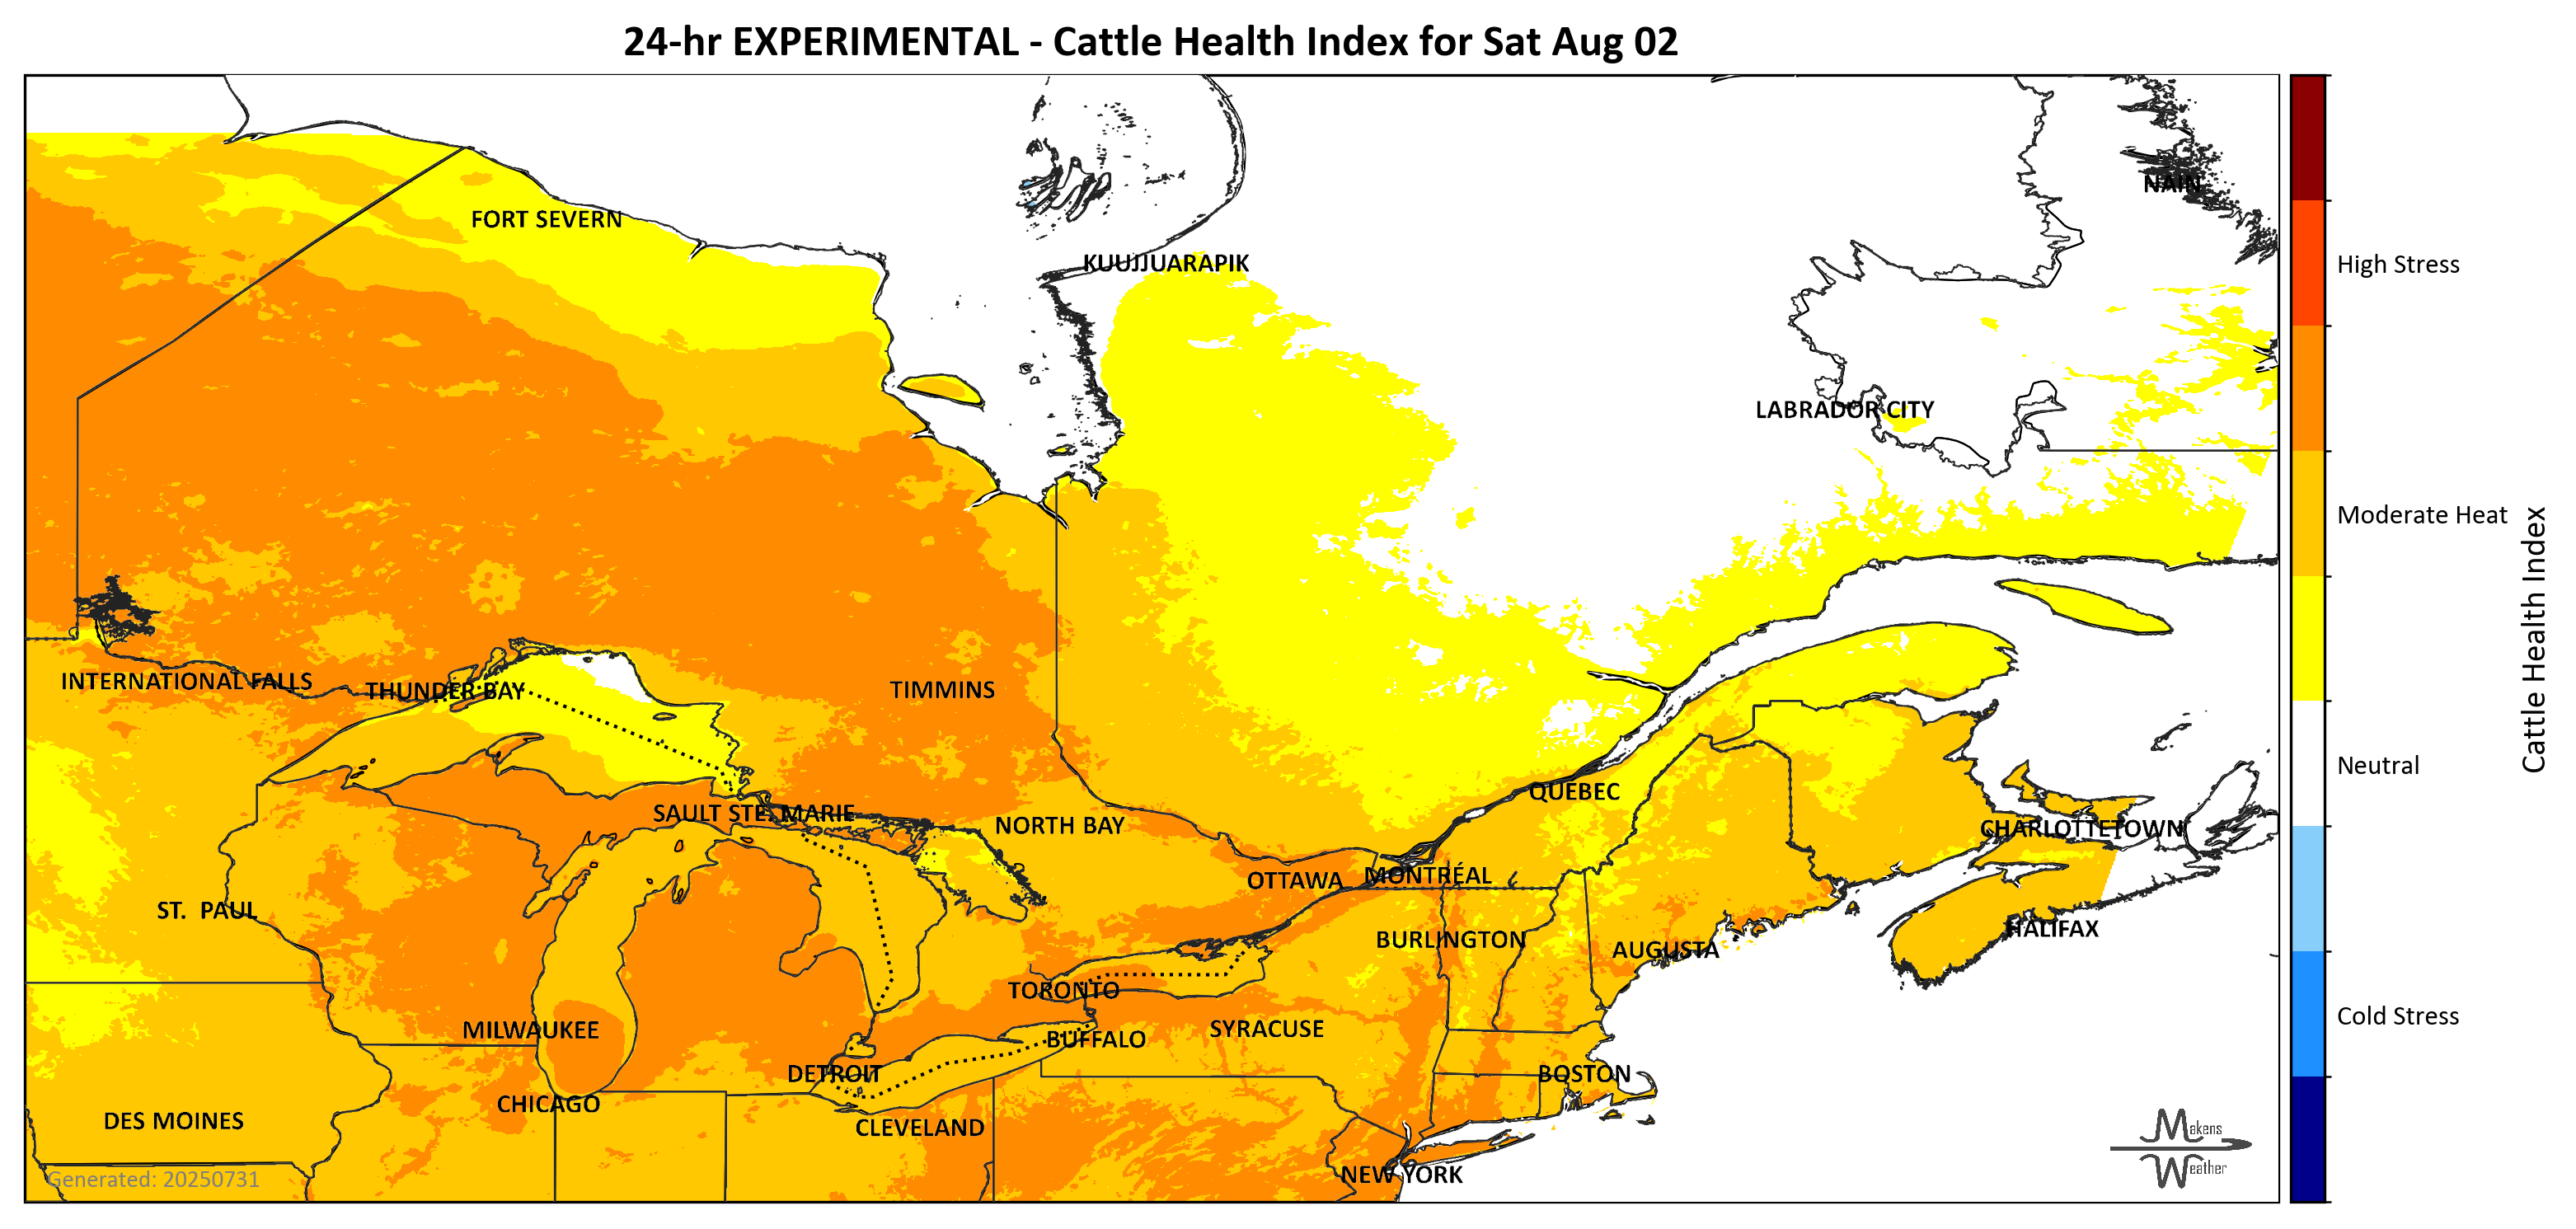 24-hr EXPERIMENTAL - Cattle Health Index for Sat Aug 02
NAIN
FORT SEVERN
KUUJJUARAPIK
High Stress
LABRADOR CITY
Moderate Heat
Cattle Health Index
INTERNATIONAL FALLS
THUNDER BAY
TIMMINS
Neutral
QUEBEC
SAULT STE. MARIE
NORTH BAY
CHARLOTTETOWN
OTTAWA
MONTRÉAL
ST. PAUL
HALIFAX
BURLINGTON
AUGUSTA
TORONTO
Cold Stress
MILWAUKEE
SYRACUSE
BUFFALO
DETROIT
BOSTON
CHICAGO
DES MOINES
CLEVELAND
Makens
Weather
NEW YORK
Generated: 20250731